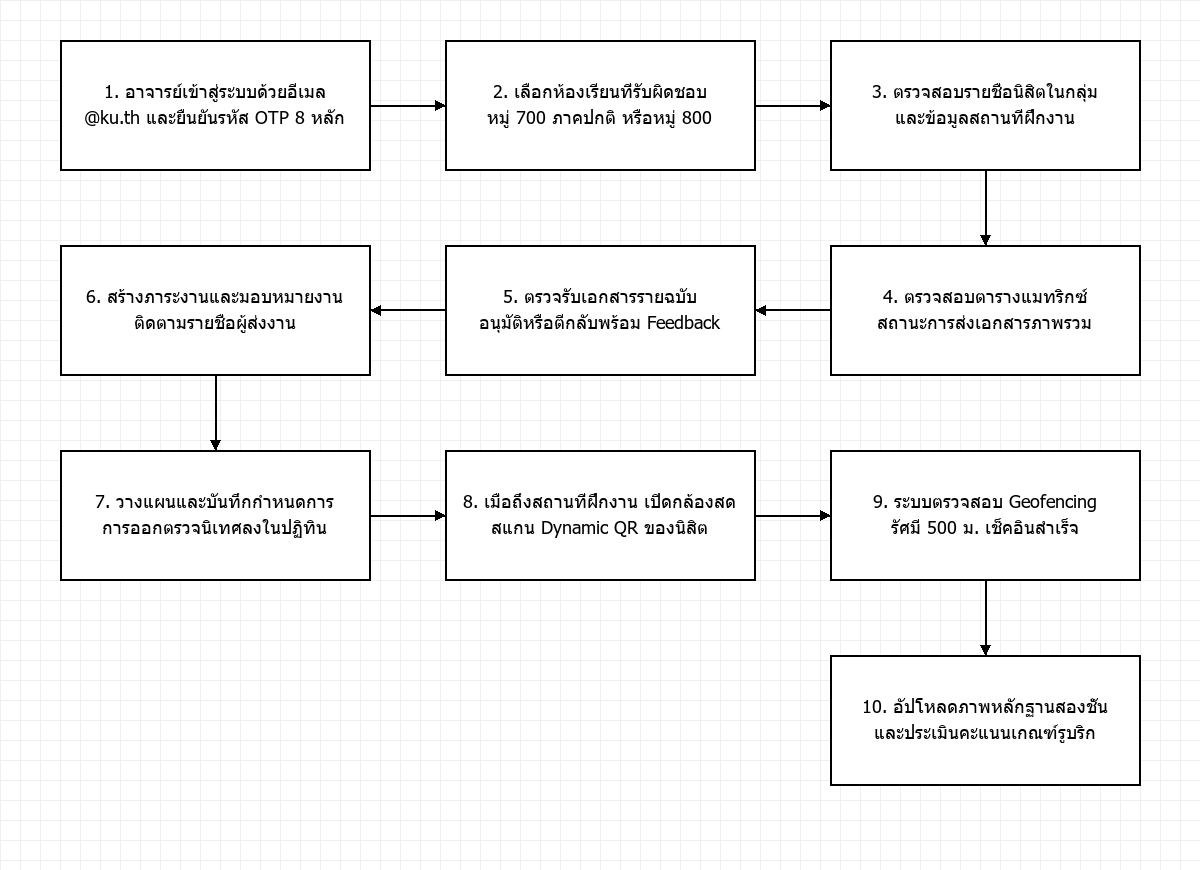 1. อาจารย์เข้าสู่ระบบด้วยอีเมล
@ku.th และยืนยันรหัส OTP 8 หลัก
2. เลือกห้องเรียนที่รับผิดชอบ
หมู่ 700 ภาคปกติ หรือหมู่ 800
3. ตรวจสอบรายชื่อนิสิตในกลุ่ม
และข้อมูลสถานที่ฝึกงาน
4. ตรวจสอบตารางแมทริกซ์
สถานะการส่งเอกสารภาพรวม
5. ตรวจรับเอกสารรายฉบับ
อนุมัติหรือตีกลับพร้อม Feedback
6. สร้างภาระงานและมอบหมายงาน
ติดตามรายชื่อผู้ส่งงาน
7. วางแผนและบันทึกกำหนดการ
การออกตรวจนิเทศลงในปฏิทิน
8. เมื่อถึงสถานที่ฝึกงาน เปิดกล้องสด
สแกน Dynamic QR ของนิสิต
9. ระบบตรวจสอบ Geofencing
รัศมี 500 ม. เช็คอินสำเร็จ
10. อัปโหลดภาพหลักฐานสองชั้น
และประเมินคะแนนเกณฑ์รูบริก